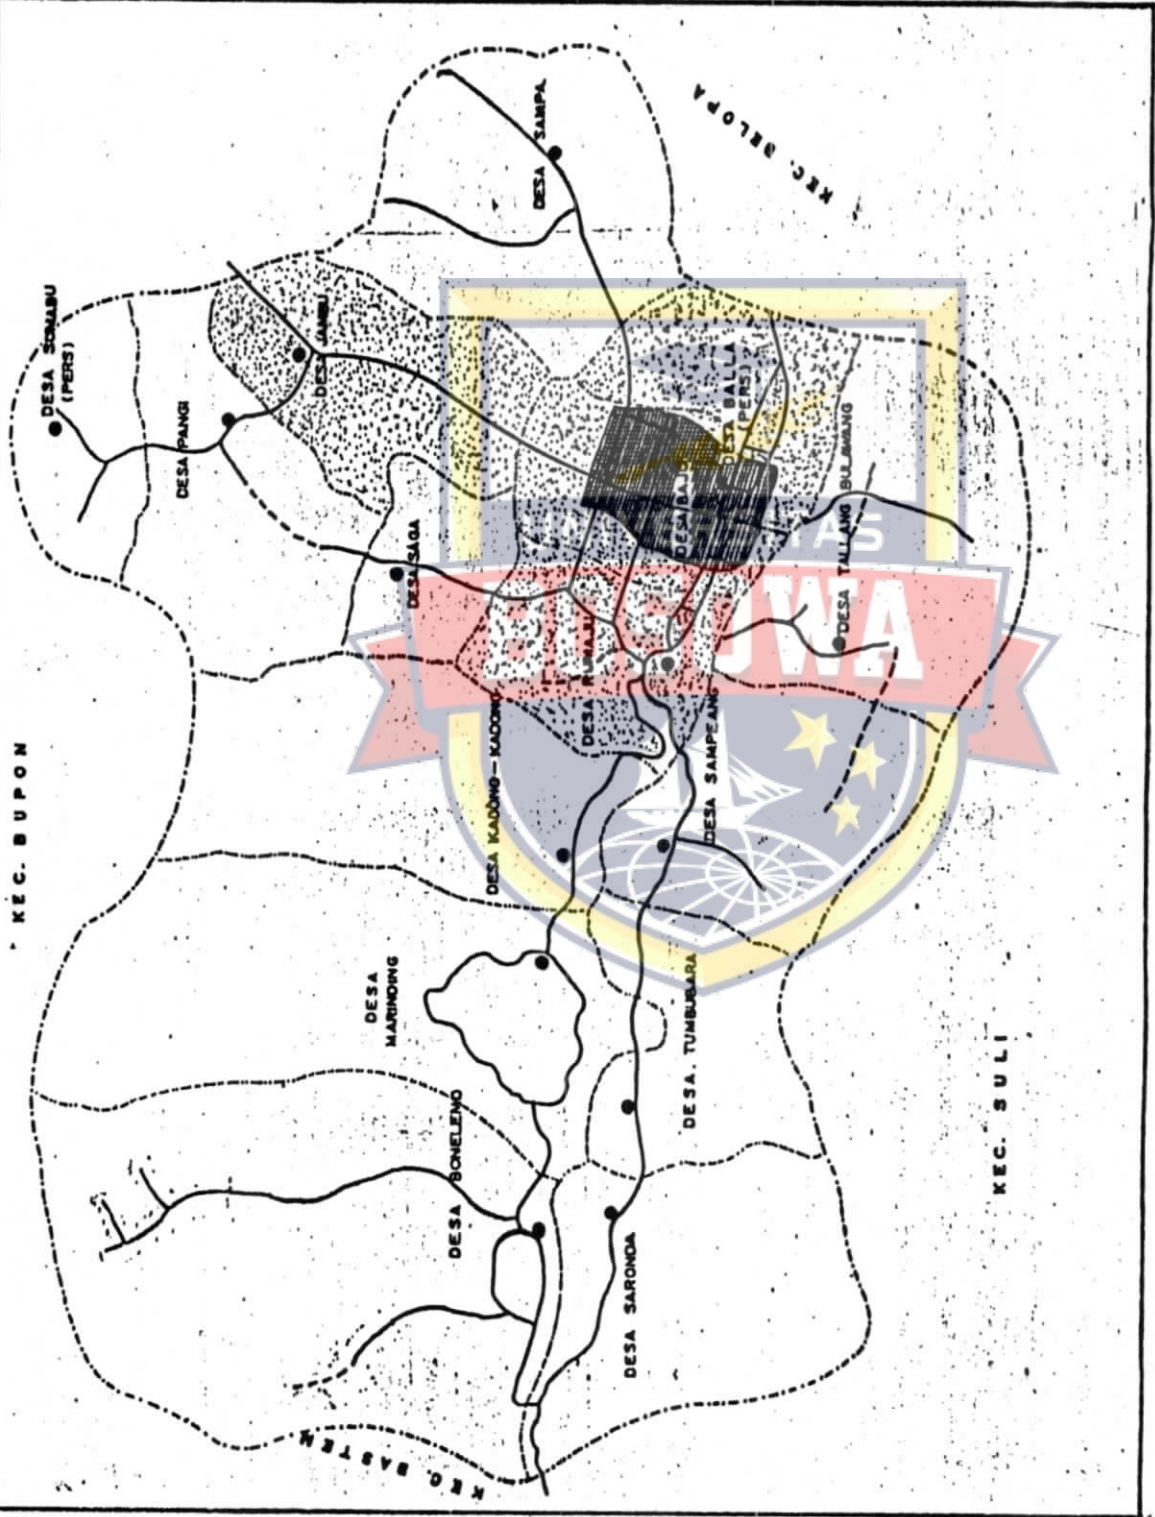 KEC. BELOPA
DESA SAMPA
DESA
(PERS)
DESA PANGI
DESA JAMBU
DESA SAGA
DESA BALLA
(PERS)
DESA BAJO
DESA TALLANG BULAWANG
DESA RUMAJU
DESA KADONG-KADONG
DESA SAMPEANG
KEC. BUPON
DESA
MARINDING
DESA. TUMBUBARA
DESA BONELEMO
DESA SARONDA
KEC. SULI
KEC. BASTEM
UNIVERSITAS
BOSOWA